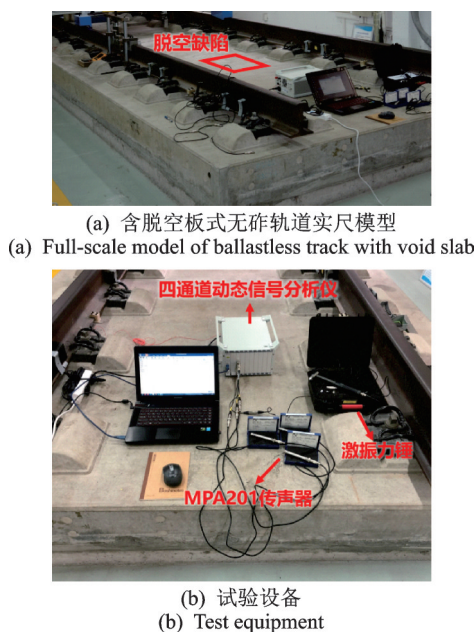 脱空缺陷
(a) 含脱空板式无砟轨道实尺模型
(a) Full-scale model of ballastless track with void slab
四通道动态信号分析仪
激振力锤
MPA201传声器
(b) 试验设备
(b) Test equipment